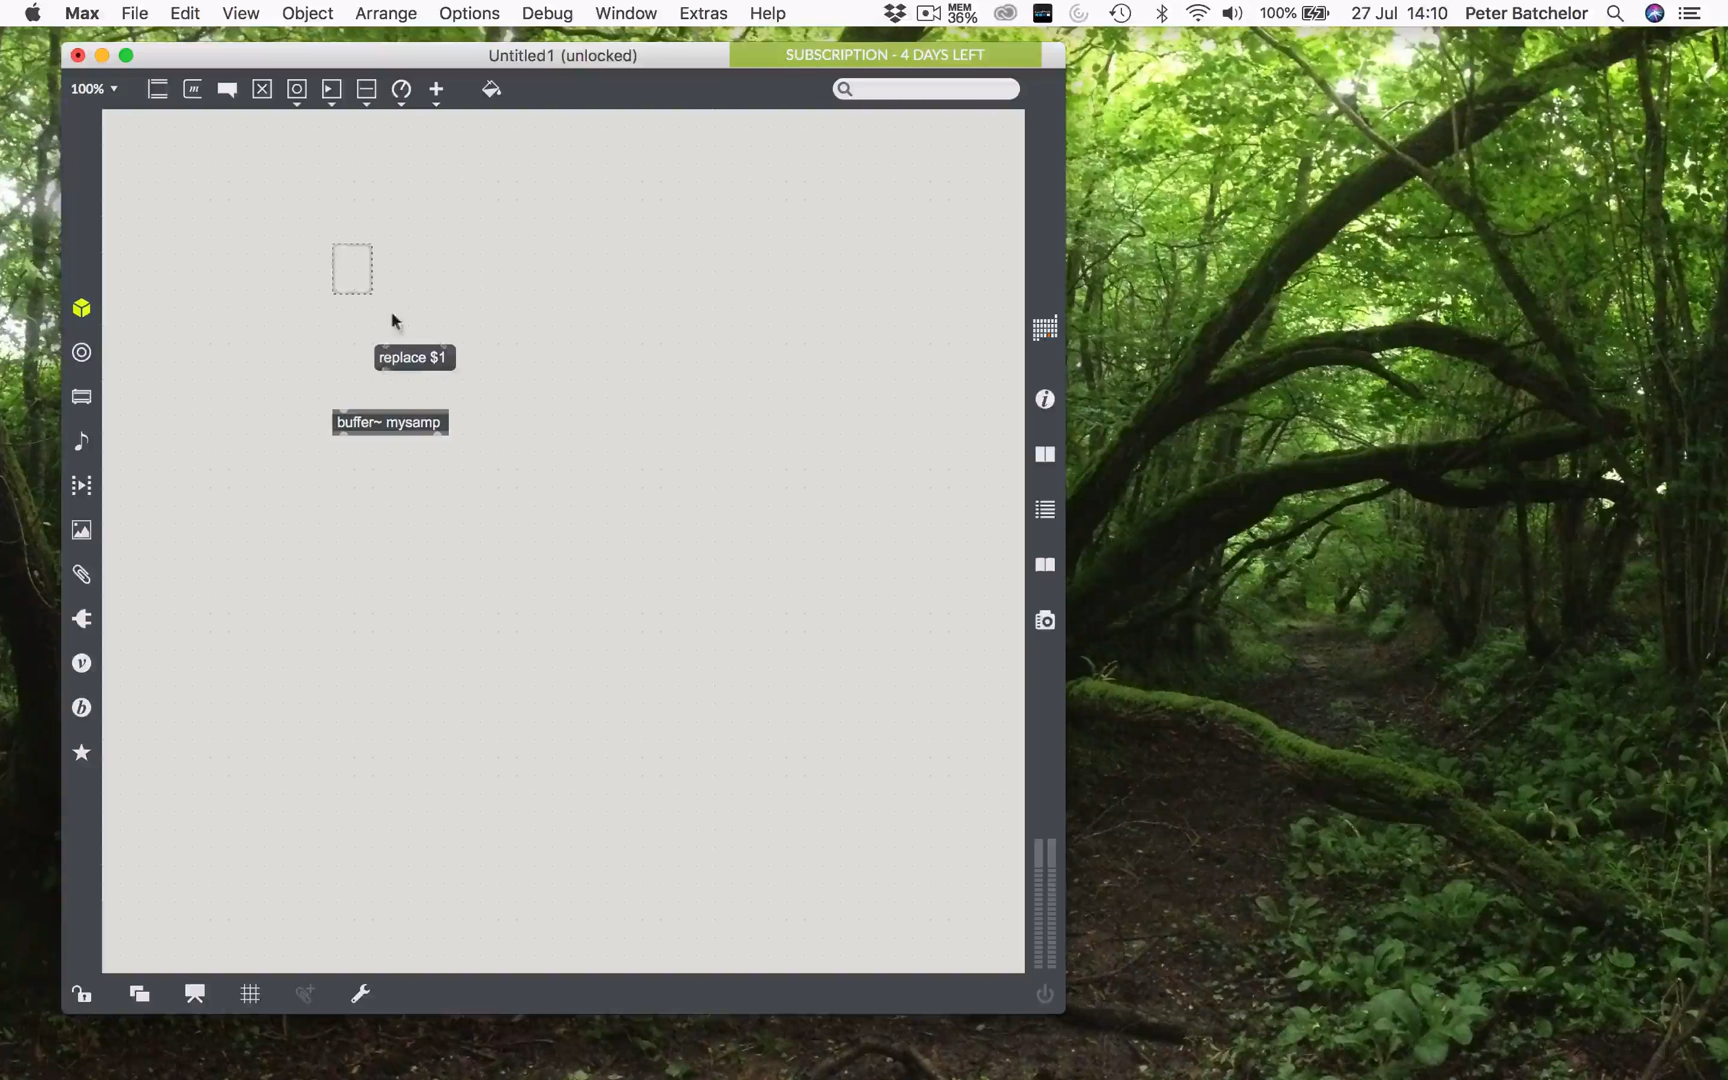 Max File Edit View Object Arrange Options Debug Window Extras Help MEM 36% 100% 27 Jul 14:10 Peter Batchelor
Untitled1 (unlocked) SUBSCRIPTION - 4 DAYS LEFT
100%
replace $1
buffer~ mysamp